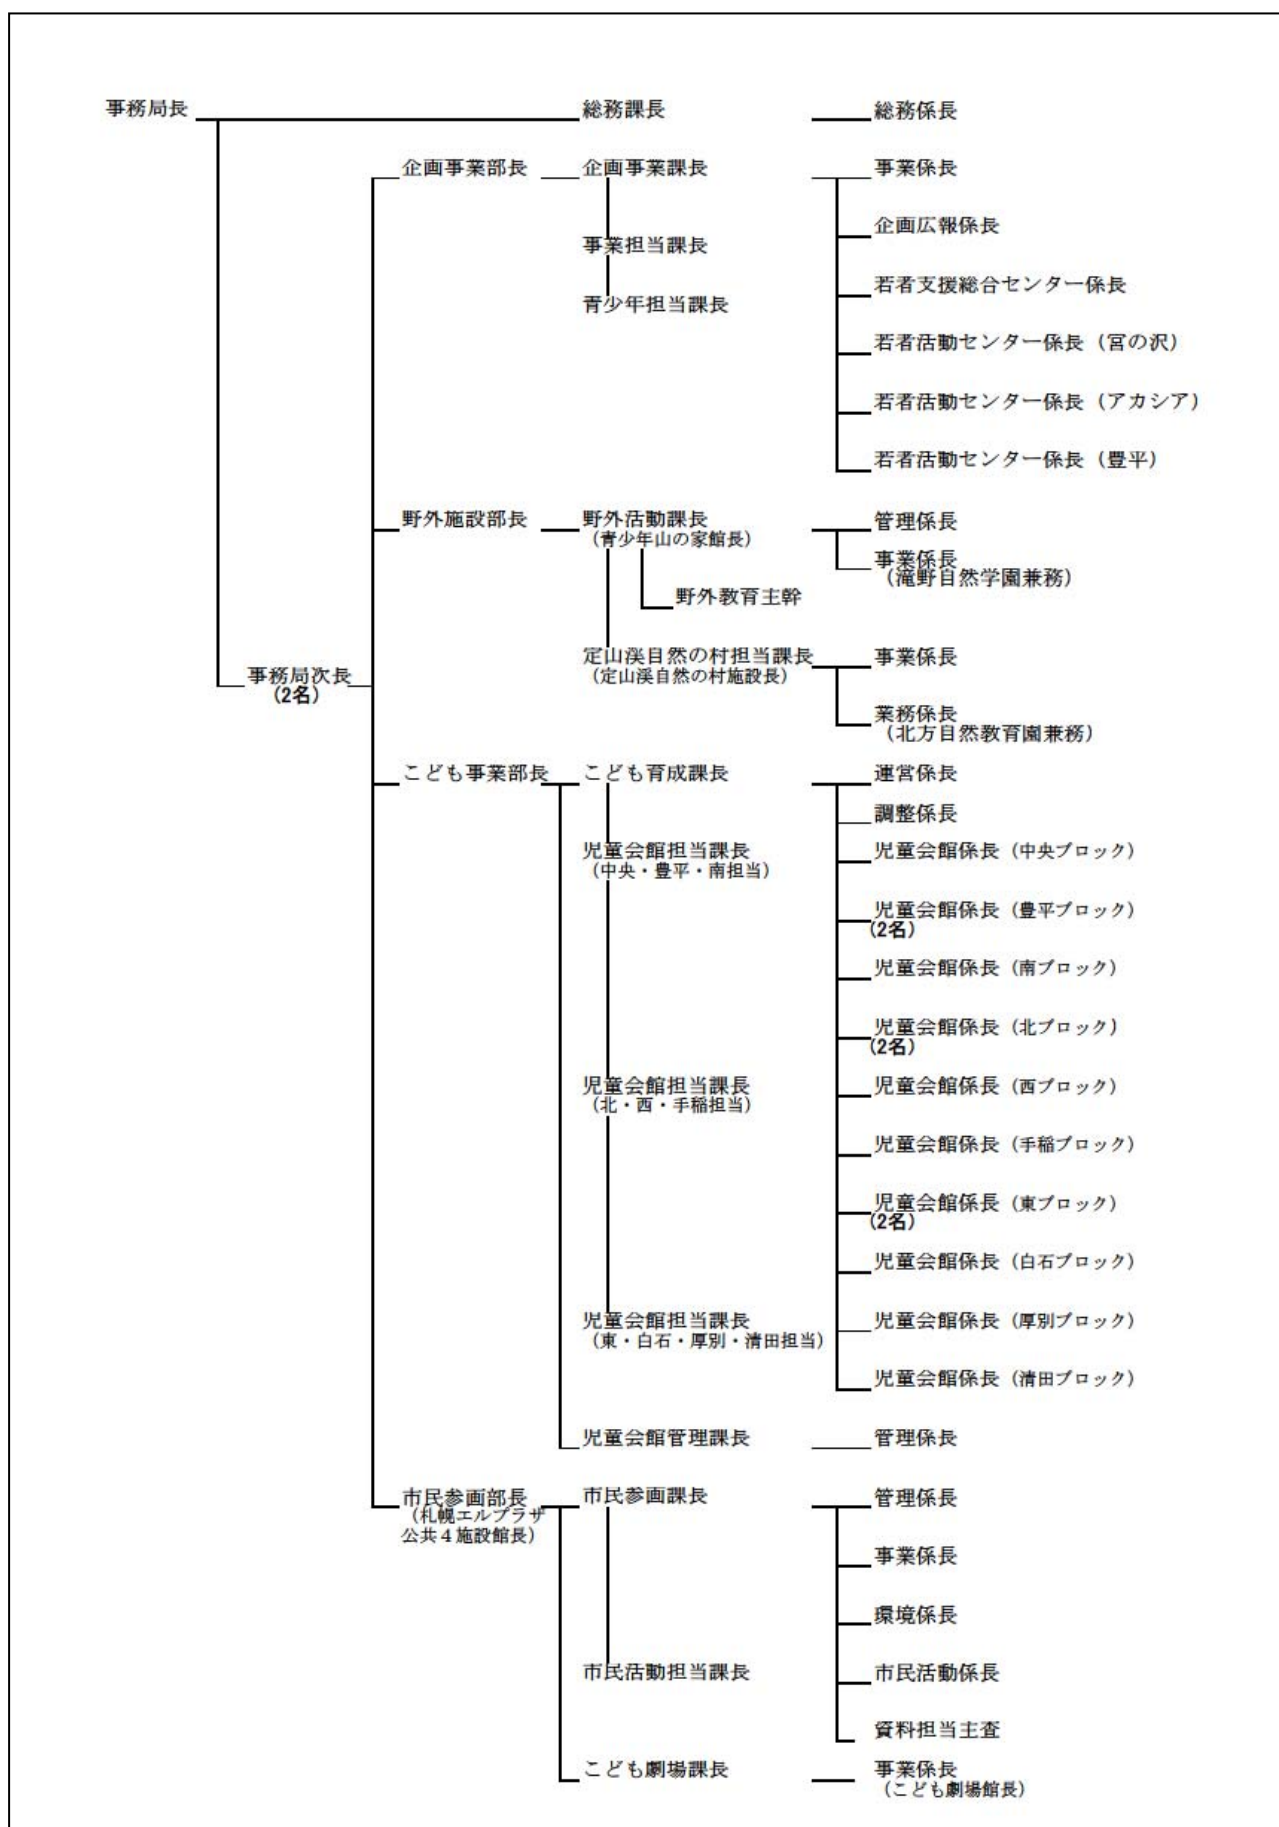 事務局長
総務課長
総務係長
企画事業部長
企画事業課長
事業係長
企画広報係長
事業担当課長
若者支援総合センター係長
青少年担当課長
若者活動センター係長（宮の沢）
若者活動センター係長（アカシア）
若者活動センター係長（豊平）
野外施設部長
野外活動課長
（青少年山の家館長）
管理係長
事業係長
（滝野自然学園兼務）
野外教育主幹
事務局次長
(2名)
定山渓自然の村担当課長
（定山渓自然の村施設長）
事業係長
業務係長
（北方自然教育園兼務）
こども事業部長
こども育成課長
運営係長
調整係長
児童会館担当課長
（中央・豊平・南担当）
児童会館係長（中央ブロック）
児童会館係長（豊平ブロック）
(2名)
児童会館係長（南ブロック）
児童会館係長（北ブロック）
(2名)
児童会館担当課長
（北・西・手稲担当）
児童会館係長（西ブロック）
児童会館係長（手稲ブロック）
児童会館係長（東ブロック）
(2名)
児童会館係長（白石ブロック）
児童会館担当課長
（東・白石・厚別・清田担当）
児童会館係長（厚別ブロック）
児童会館係長（清田ブロック）
児童会館管理課長
管理係長
市民参画部長
（札幌エルプラザ
公共４施設館長）
市民参画課長
管理係長
事業係長
環境係長
市民活動担当課長
市民活動係長
資料担当主査
こども劇場課長
事業係長
（こども劇場館長）